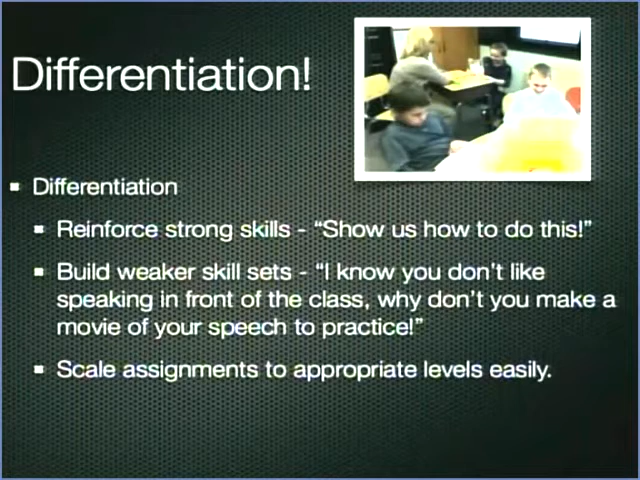 Differentiation!
Differentiation
Reinforce strong skills - “Show us how to do this!”
Build weaker skill sets - “I know you don’t like
speaking in front of the class, why don’t you make a
movie of your speech to practice!”
Scale assignments to appropriate levels easily.